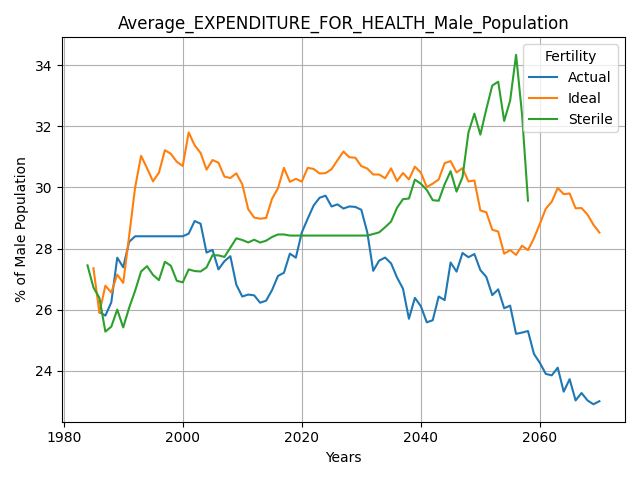 Average_EXPENDITURE_FOR_HEALTH_Male_Population
% of Male Population
34
32
30
28
26
24
Fertility
Actual
Ideal
Sterile
1980
2000
2020
2040
2060
Years